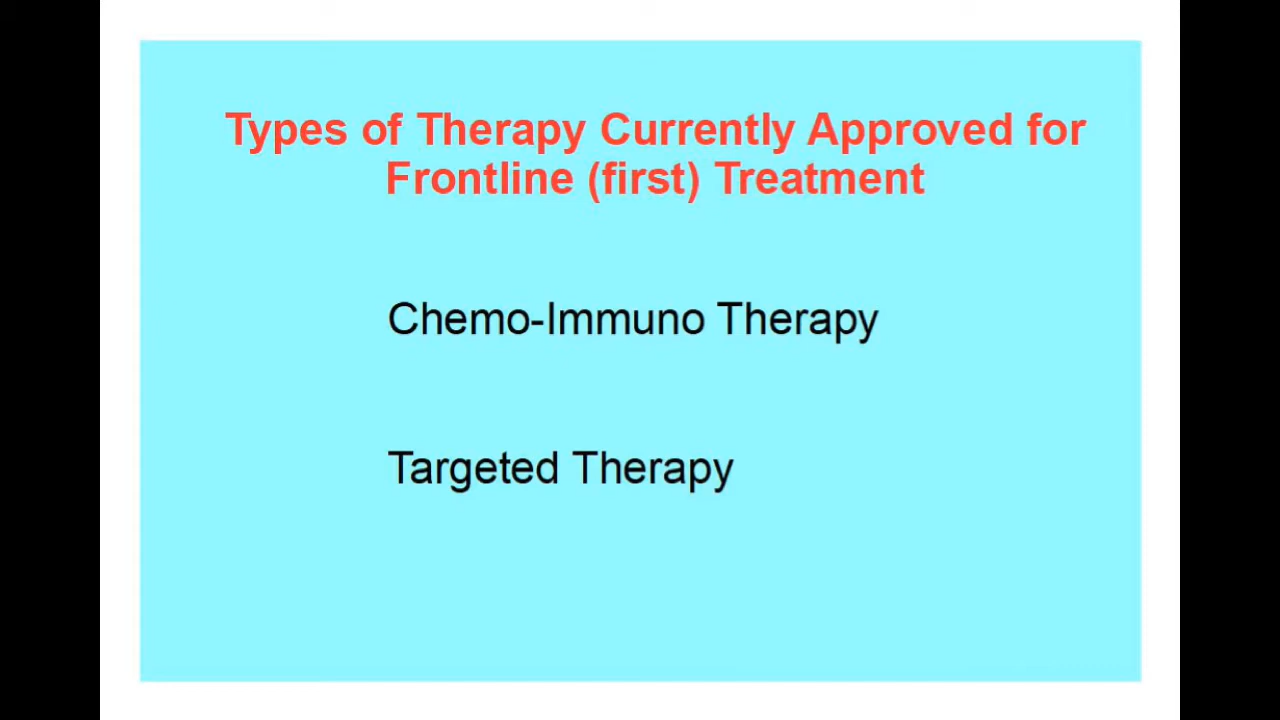 Types of Therapy Currently Approved for
Frontline (first) Treatment
Chemo-Immuno Therapy
Targeted Therapy